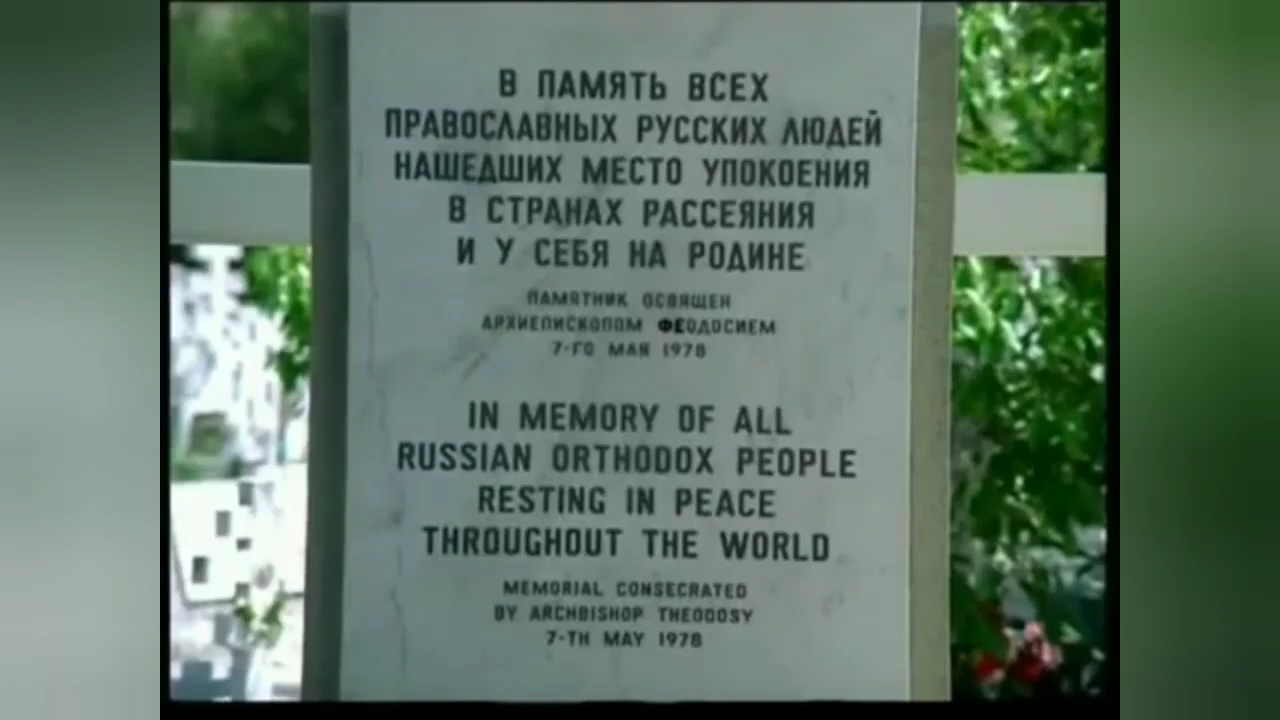 В ПАМЯТЬ ВСЕХ
ПРАВОСЛАВНЫХ РУССКИХ ЛЮДЕЙ
НАШЕДШИХ МЕСТО УПОКОЕНИЯ
В СТРАНАХ РАССЕЯНИЯ
И У СЕБЯ НА РОДИНЕ
ПАМЯТНИК ОСВЯЩЕН
АРХИЕПИСКОПОМ ФЕОДОСИЕМ
7-ГО МАЯ 1978
IN MEMORY OF ALL
RUSSIAN ORTHODOX PEOPLE
RESTING IN PEACE
THROUGHOUT THE WORLD
MEMORIAL CONSECRATED
BY ARCHBISHOP THEODOSY
7-TH MAY 1978